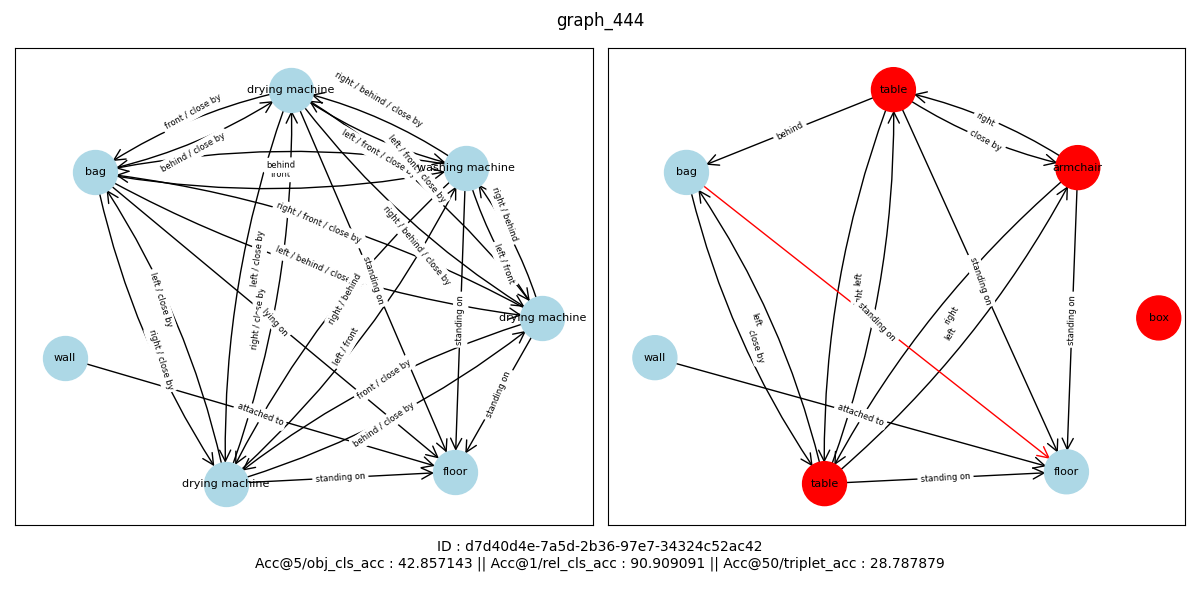 graph_444
drying machine
right / behind / close by
front / close by
behind / close by
left / front / close by
left / front / close by
bag
washing machine
behind
front
right / front / close by
right / behind
left / close by
left / behind / close by
right / behind / close by
left / front
standing on
left / close by
right / close by
lying on
right / behind
standing on
drying machine
wall
right / close by
left / front
front / close by
standing on
attached to
behind / close by
floor
standing on
drying machine
table
right
close by
behind
bag
armchair
left
standing on
left
right
standing on
standing on
box
close by
left
wall
attached to
floor
standing on
table
ID : d7d40d4e-7a5d-2b36-97e7-34324c52ac42
Acc@5/obj_cls_acc : 42.857143 || Acc@1/rel_cls_acc : 90.909091 || Acc@50/triplet_acc : 28.787879